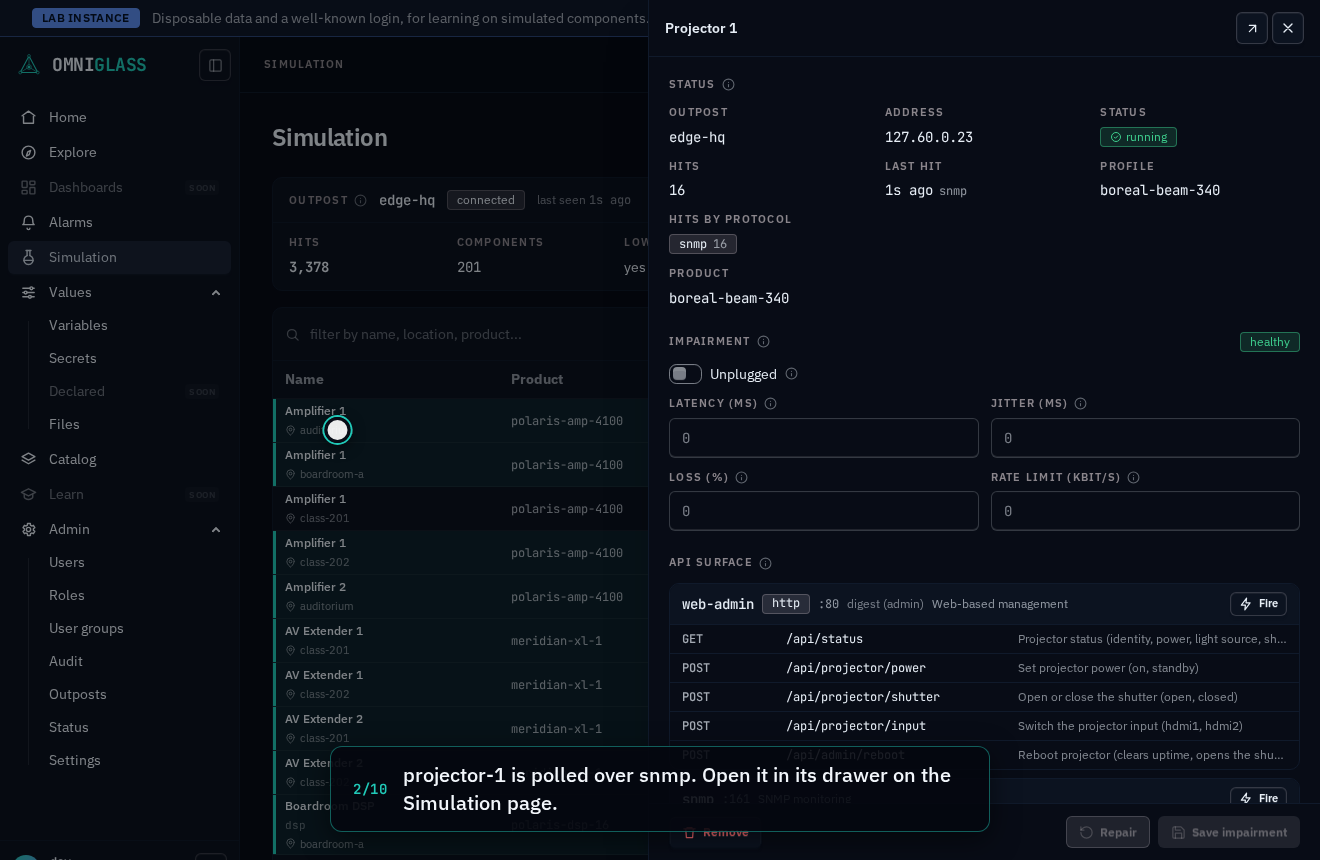 LAB INSTANCE Disposable data and a well-known login, for learning on simulated components.
OMNIGLASS
Home
Explore
Dashboards SOON
Alarms
Simulation
Values
Variables
Secrets
Declared SOON
Files
Catalog
Learn SOON
Admin
Users
Roles
User groups
Audit
Outposts
Status
Settings
SIMULATION
Simulation
OUTPOST edge-hq connected last seen 1s ago
HITS COMPONENTS
3,378 201 yes
filter by name, location, product...
Name Product
Amplifier 1 polaris-amp-4100
Amplifier 1 polaris-amp-4100
boardroom-a
Amplifier 1 polaris-amp-4100
class-201
Amplifier 1 polaris-amp-4100
class-202
Amplifier 2 polaris-amp-4100
auditorium
AV Extender 1 meridian-xl-1
class-201
AV Extender 1 meridian-xl-1
class-202
AV Extender 2 meridian-xl-1
class-201
dsp
boardroom-a
Projector 1
STATUS
OUTPOST ADDRESS STATUS
edge-hq 127.60.0.23 running
HITS LAST HIT PROFILE
16 1s ago snmp boreal-beam-340
HITS BY PROTOCOL
snmp 16
PRODUCT
boreal-beam-340
IMPAIRMENT healthy
Unplugged
LATENCY (MS) JITTER (MS)
0 0
LOSS (%) RATE LIMIT (KBIT/S)
0 0
API SURFACE
web-admin http :80 digest (admin) Web-based management Fire
GET /api/status Projector status (identity, power, light source, sh...
POST /api/projector/power Set projector power (on, standby)
POST /api/projector/shutter Open or close the shutter (open, closed)
POST /api/projector/input Switch the projector input (hdmi1, hdmi2)
POST /api/admin/reboot Reboot projector (clears uptime, opens the shu...
snmp :161 SNMP monitoring Fire
Remove Repair Save impairment
2/10 projector-1 is polled over snmp. Open it in its drawer on the
Simulation page.